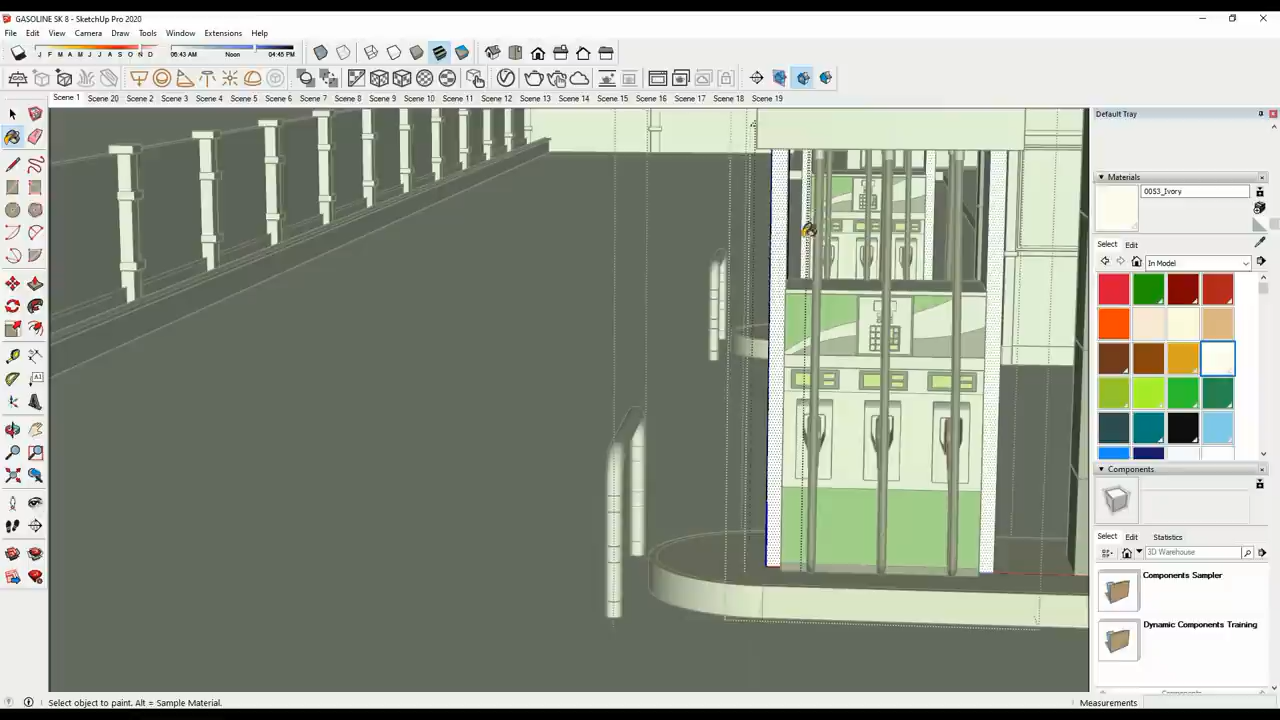 GASOLINE SK 8 - SketchUp Pro 2020
File Edit View Camera Draw Tools Window Extensions Help
J F M A M J J A S O N D 06:43 AM Noon 04:45 PM
Scene 1 Scene 20 Scene 2 Scene 3 Scene 4 Scene 5 Scene 6 Scene 7 Scene 8 Scene 9 Scene 10 Scene 11 Scene 12 Scene 13 Scene 14 Scene 15 Scene 16 Scene 17 Scene 18 Scene 19
Default Tray
Materials
0053_Ivory
Select Edit
In Model
Components
Select Edit Statistics
3D Warehouse
Components Sampler
Dynamic Components Training
Select object to paint. Alt = Sample Material.
Measurements